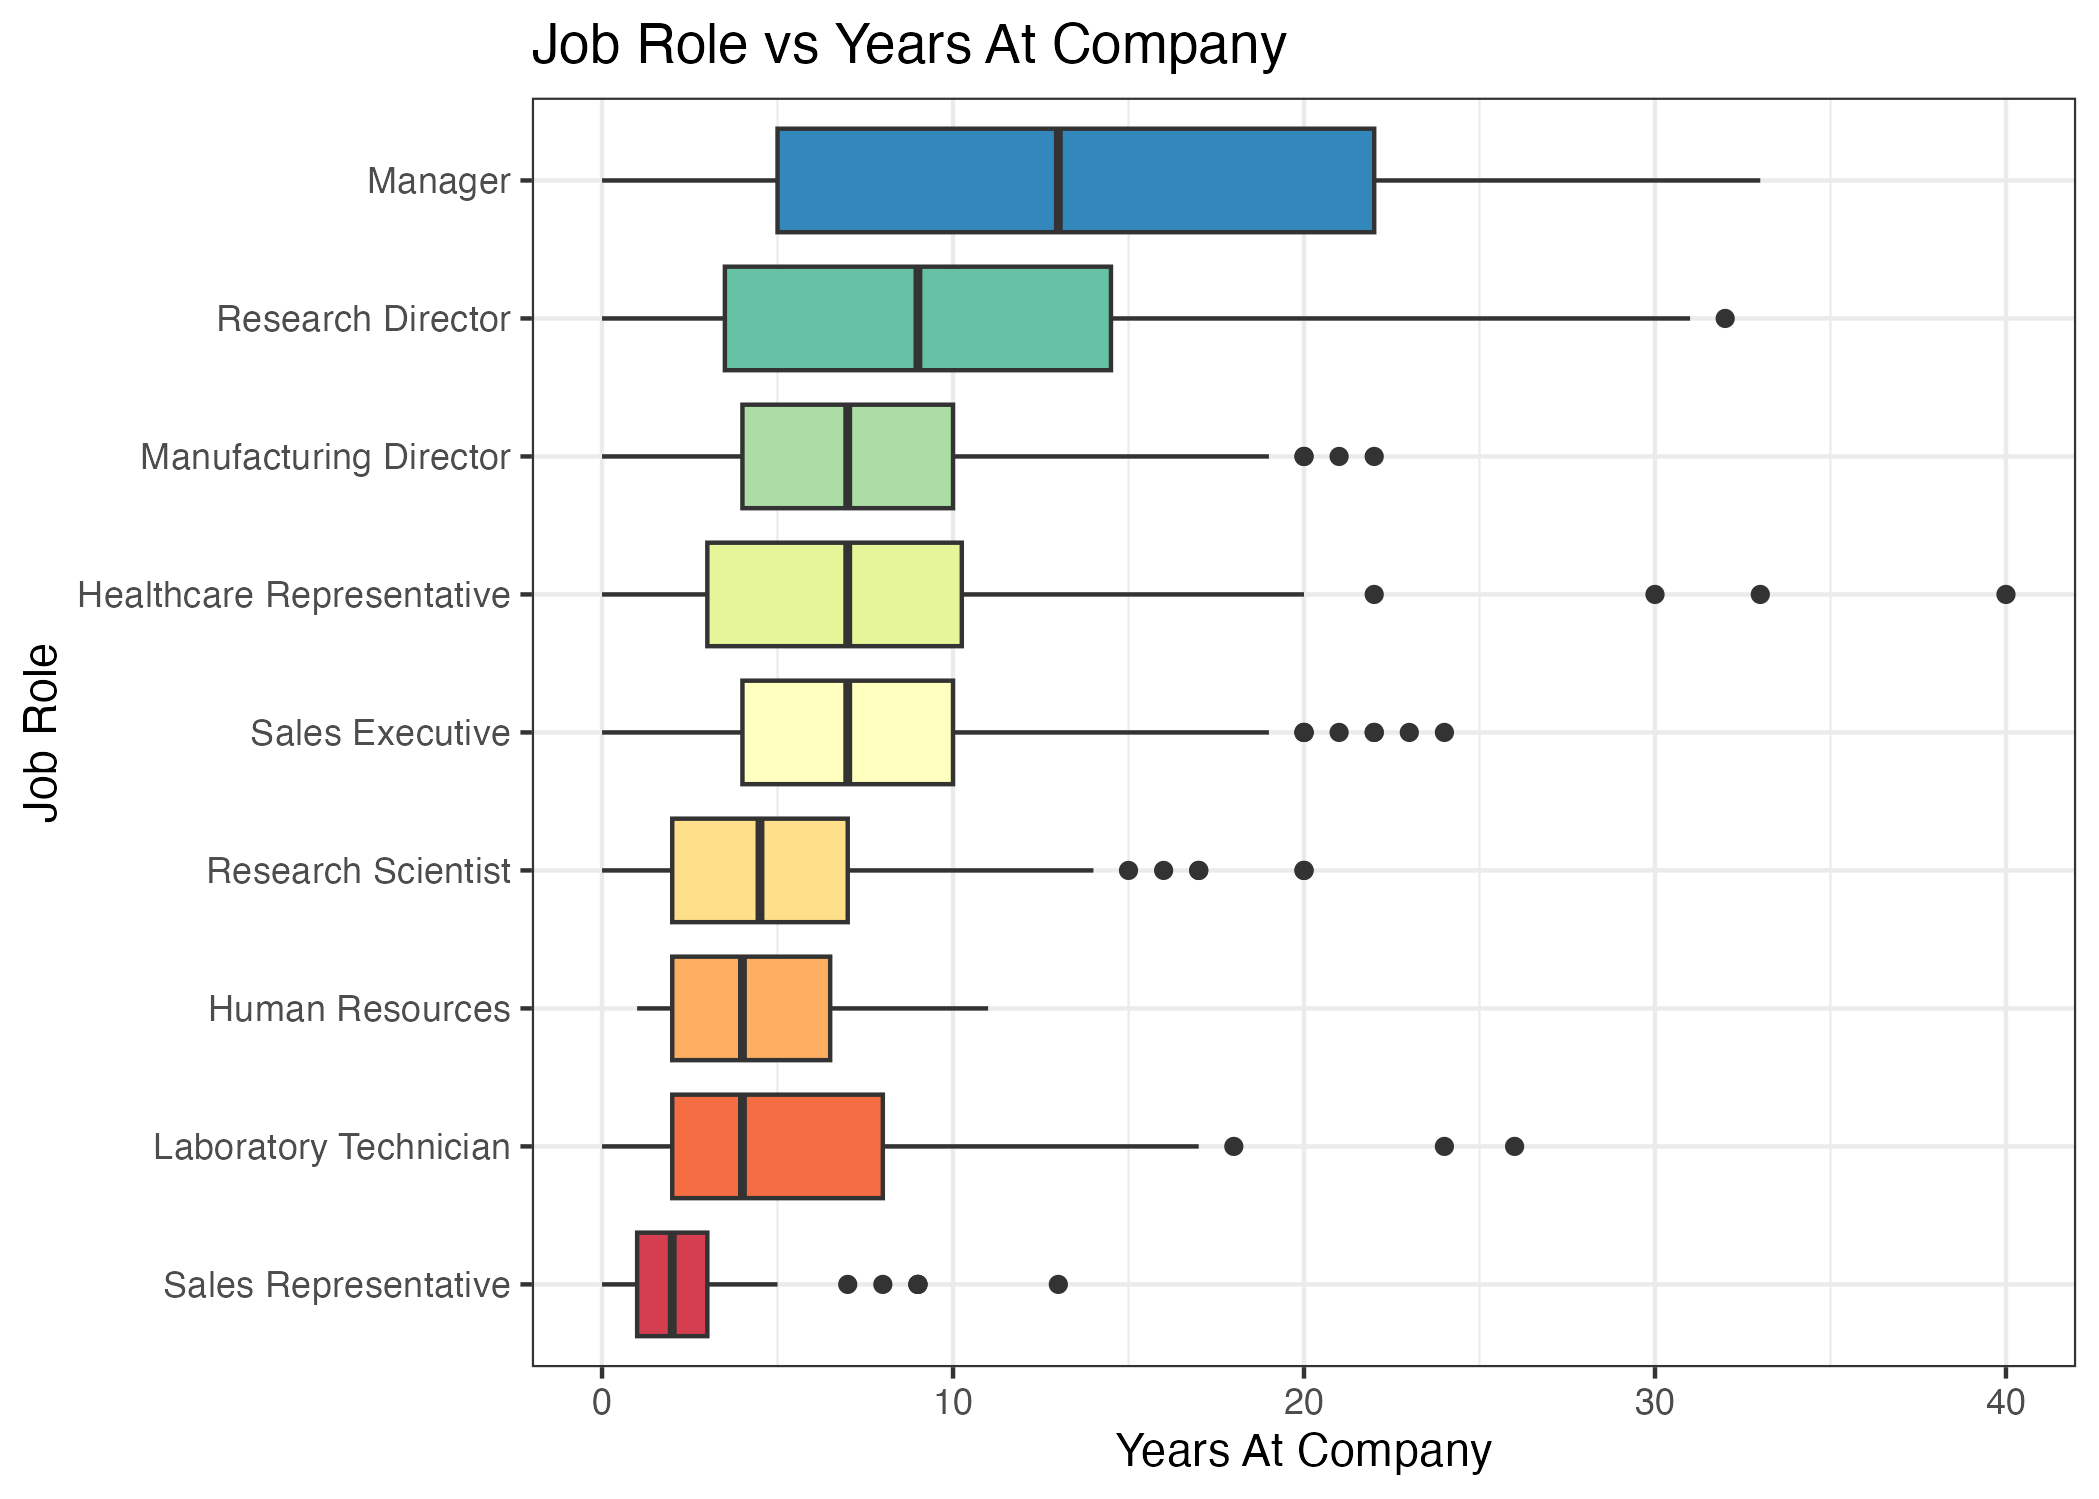 Job Role vs Years At Company
Manager
Research Director
Manufacturing Director
Healthcare Representative
Sales Executive
Research Scientist
Human Resources
Laboratory Technician
Sales Representative
Job Role
0 10 20 30 40
Years At Company